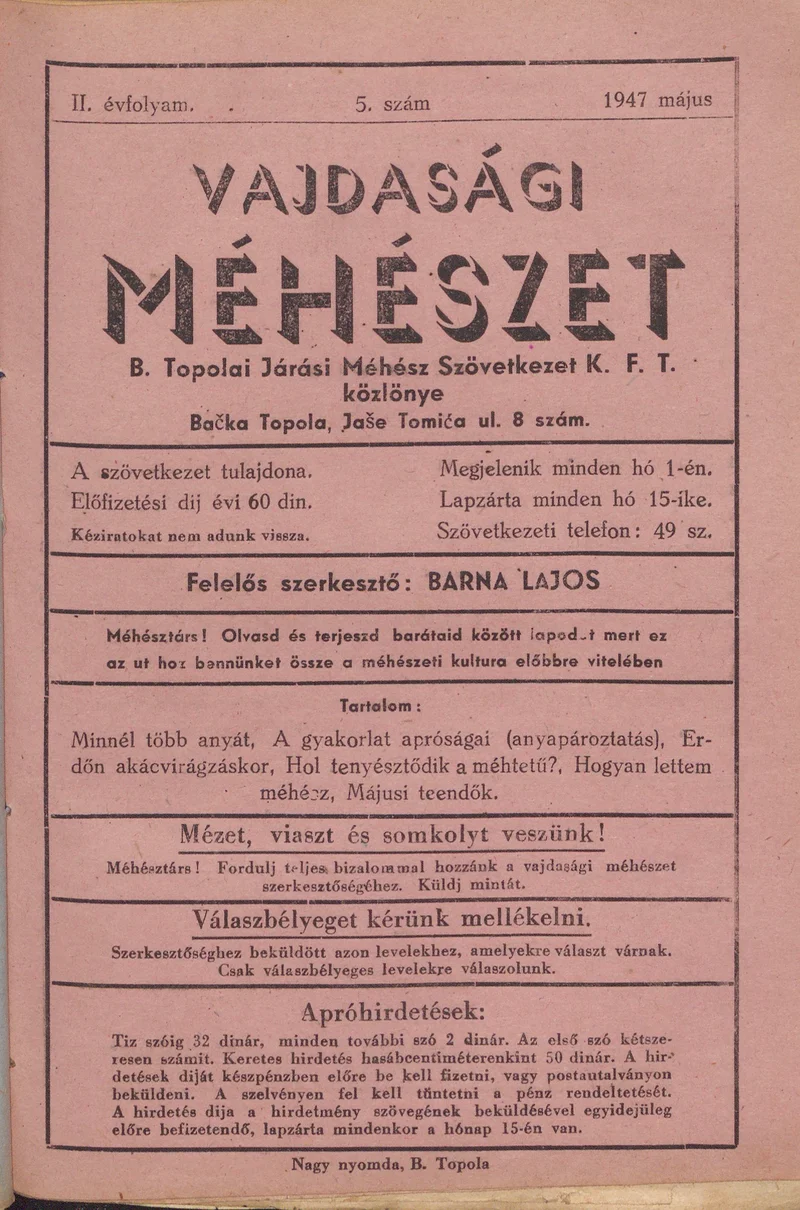 II. évfolyam.
5. szám
1947 május
VAJDASÁGI
MÉHÉSZET
B. Topolai Járási Méhész Szövetkezet K. F. T.
közlönye
Bačka Topola, Jaše Tomića ul. 8 szám.
A szövetkezet tulajdona.
Előfizetési dij évi 60 din.
Kéziratokat nem adunk vissza.
Megjelenik minden hó 1-én.
Lapzárta minden hó 15-ike.
Szövetkezeti telefon: 49 sz.
Felelős szerkesztő: BARNA LAJOS
Méhésztárs! Olvasd és terjeszd barátaid között lapodat mert ez
az ut hoz bennünket össze a méhészeti kultura előbbre vitelében
Tartalom:
Minnél több anyát, A gyakorlat apróságai (anyapároztatás), Er-
dőn akácvirágzáskor, Hol tenyésztődik a méhtetű?, Hogyan lettem
méhész, Májusi teendők.
Mézet, viaszt és somkolyt veszünk!
Méhésztárs! Fordulj teljes bizalommal hozzánk a vajdasági méhészet
szerkesztőségéhez. Küldj mintát.
Válaszbélyeget kérünk mellékelni.
Szerkesztőséghez beküldött azon levelekhez, amelyekre választ várnak.
Csak válaszbélyeges levelekre válaszolunk.
Apróhirdetések:
Tiz szóig 32 dinár, minden további szó 2 dinár. Az első szó kétsze-
resen számit. Keretes hirdetés hasábcentiméterenkint 50 dinár. A hir-
detések diját készpénzben előre be kell fizetni, vagy postautalványon
beküldeni. A szelvényen fel kell tüntetni a pénz rendeltetését.
A hirdetés dija a hirdetmény szövegének beküldésével egyidejüleg
előre befizetendő, lapzárta mindenkor a hónap 15-én van.
Nagy nyomda, B. Topola